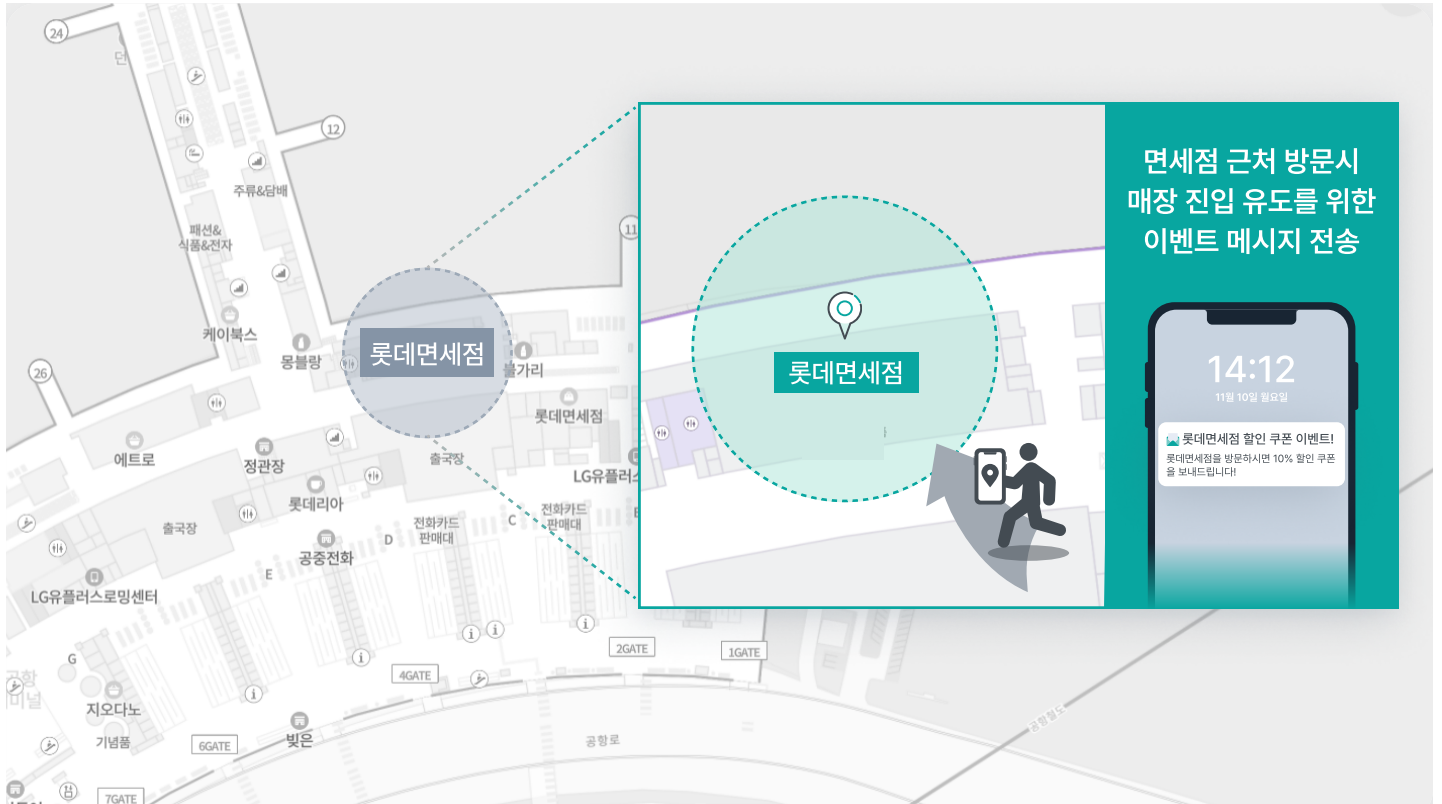 24
던
12
주류&담배
패션&
식품&전자
11
케이북스
몽블랑
롯데면세점
불가리
26
롯데면세점
에트로
정관장
출국장
LG유플러스
롯데리아
전화카드
판매대
C
전화카드
판매대
출국장
D
공중전화
E
LG유플러스로밍센터
2GATE
1GATE
G
4GATE
공항
지오다노
빚은
기념품
6GATE
공항로
공항철도
7GATE
롯데면세점
면세점 근처 방문시
매장 진입 유도를 위한
이벤트 메시지 전송
14:12
11월 10일 월요일
롯데면세점 할인 쿠폰 이벤트!
롯데면세점을 방문하시면 10% 할인 쿠폰
을 보내드립니다!